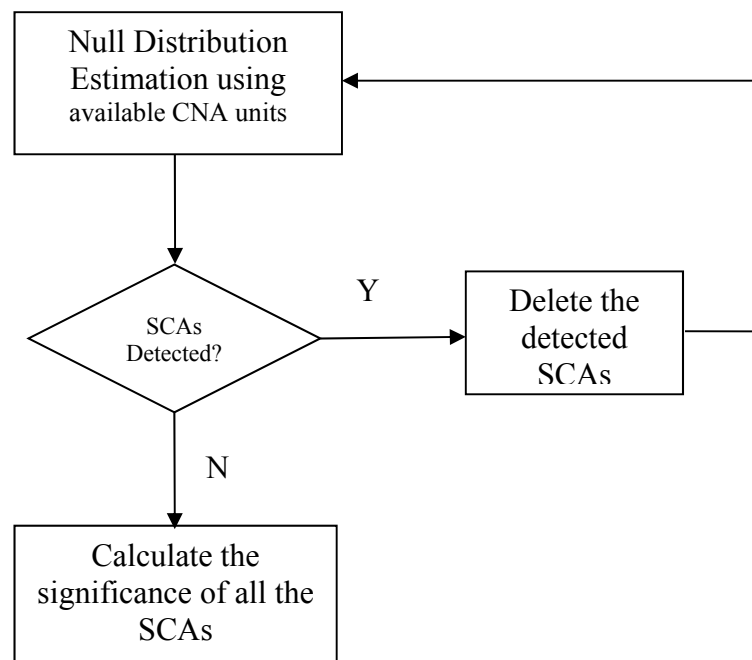 Null Distribution
Estimation using
available CNA units
SCAs
Detected?
Y
Delete the
detected
SCAs
N
Calculate the
significance of all the
SCAs